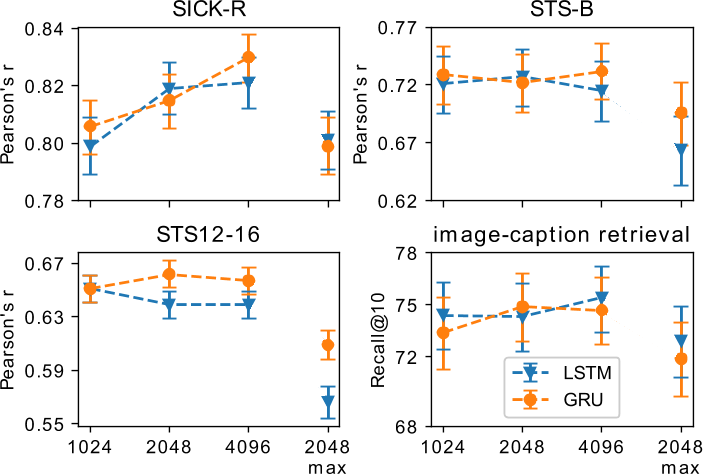 SICK-R
STS-B
Pearson's r
0.84
0.82
0.80
0.78
Pearson's r
0.77
0.72
0.67
0.62
STS12-16
image-caption retrieval
Pearson's r
0.67
0.63
0.59
0.55
1024
2048
4096
2048
max
Recall@10
78
75
72
68
LSTM
GRU
1024
2048
4096
2048
max